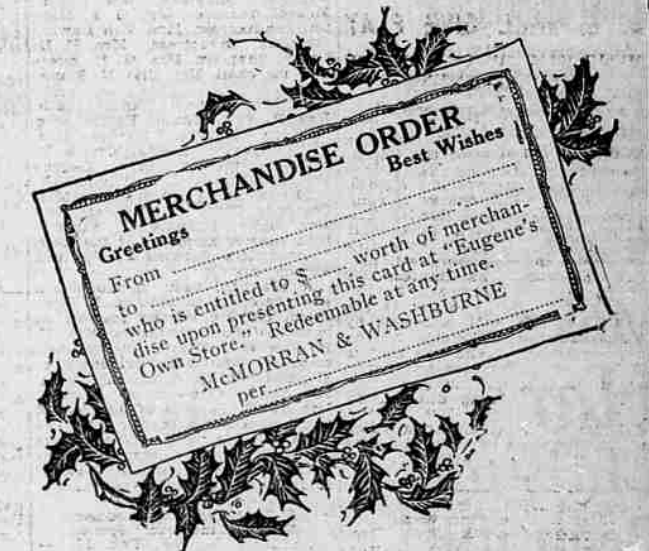 MERCHANDISE ORDER
Greetings Best Wishes
From ........................
to ........................
who is entitled to $........ worth of merchan-
dise upon presenting this card at "Eugene's
Own Store." Redeemable at any time.
McMORRAN & WASHBURNE
per........................